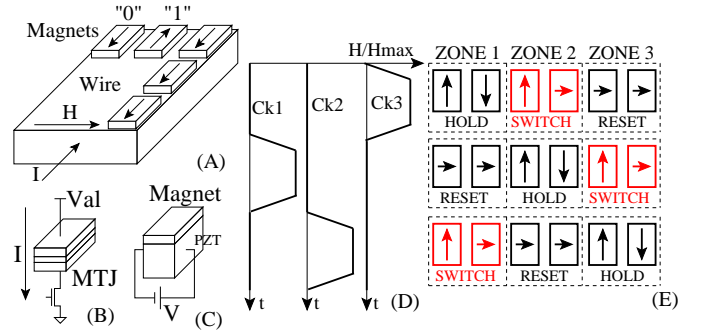 "0" "1"
Magnets
Wire
H
I
(A)
Val
I
MTJ
(B)
Magnet
PZT
V
(C)
H/Hmax
Ck1
Ck2
Ck3
t
t
t
(D)
ZONE 1 ZONE 2 ZONE 3
HOLD SWITCH RESET
RESET HOLD SWITCH
SWITCH RESET HOLD
(E)